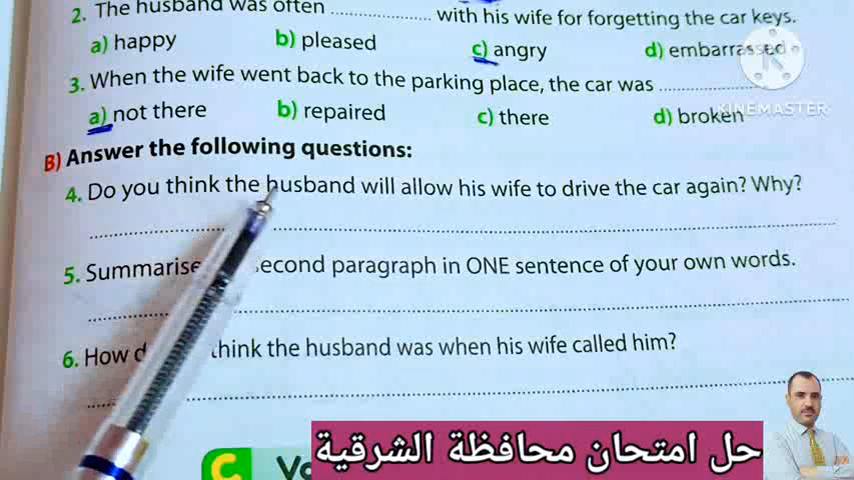 2. The husband was often ........................ with his wife for forgetting the car keys.
a) happy b) pleased c) angry d) embarrassed
3. When the wife went back to the parking place, the car was ........................
a) not there b) repaired c) there d) broken
KINEMASTER
B) Answer the following questions:
4. Do you think the husband will allow his wife to drive the car again? Why?
5. Summarise second paragraph in ONE sentence of your own words.
6. How think the husband was when his wife called him?
C
حل امتحان محافظة الشرقية